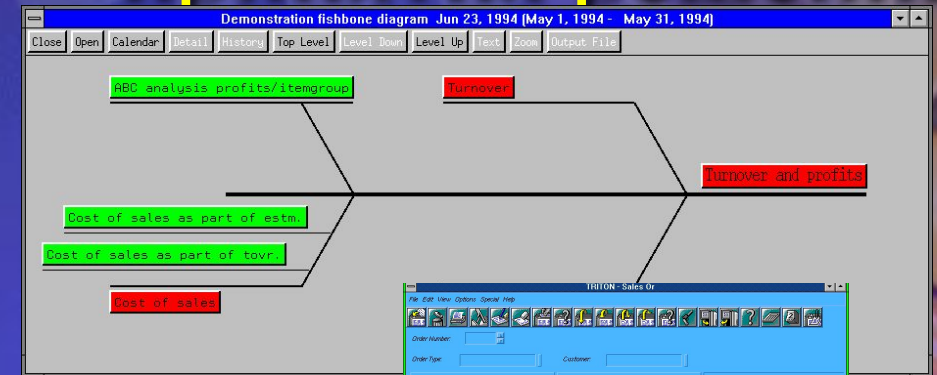 Demonstration fishbone diagram Jun 23, 1994 (May 1, 1994 - May 31, 1994)
Close Open Calendar Detail History Top Level Level Down Level Up Text Zoom Output File
ABC analysis profits/itemgroup
Turnover
Turnover and profits
Cost of sales as part of estm.
Cost of sales as part of tovr.
Cost of sales
TRITON - Sales Or
File Edit View Options Special Help
Order Number:
Order Type: Customer: